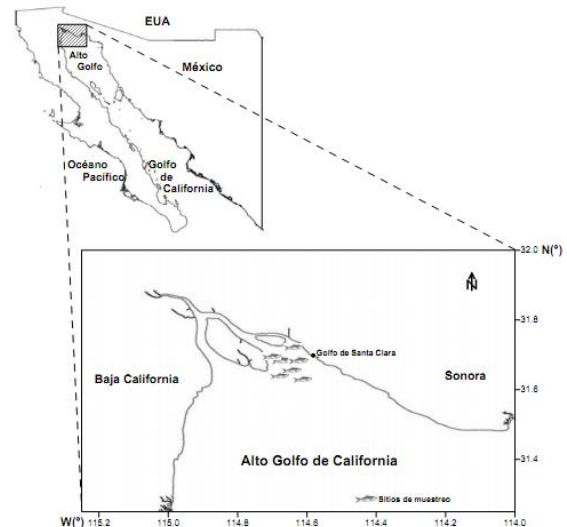 EUA
Alto
Golfo
México
Océano
Pacífico
Golfo
de
California
32.0 N(°)
N
31.8
Golfo de Santa Clara
Baja California
Sonora
31.6
31.4
Alto Golfo de California
Sitios de muestreo
W(°) 115.2 115.0 114.8 114.6 114.4 114.2 114.0